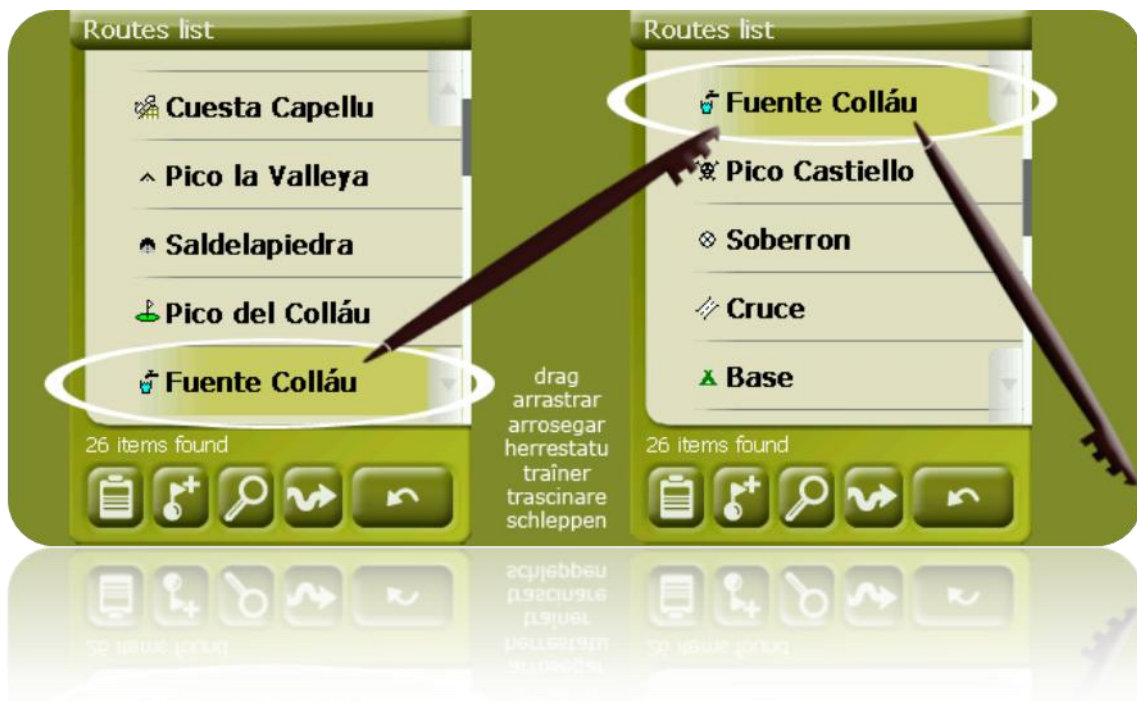 Routes list
Cuesta Capellu
Pico la Valleya
Saldelapiedra
Pico del Colláu
Fuente Colláu
26 items found
drag
arrastrar
arrosegar
herrestatu
traîner
trascinare
schleppen
Routes list
Fuente Colláu
Pico Castiello
Soberron
Cruce
Base
26 items found